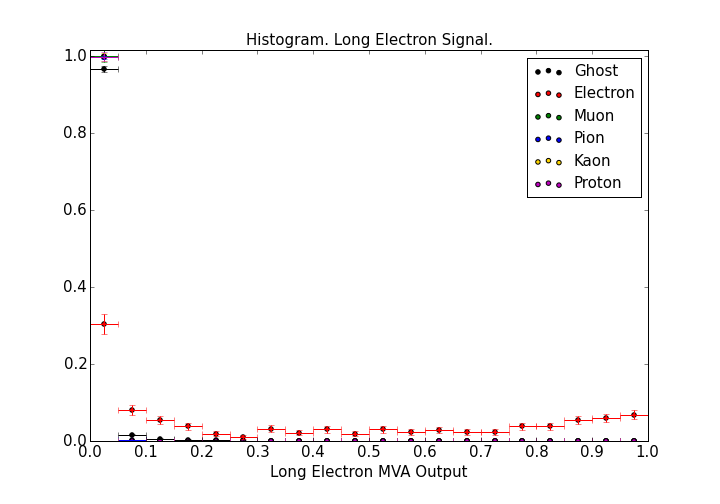 Histogram. Long Electron Signal.
1.0
0.8
0.6
0.4
0.2
0.0
Ghost
Electron
Muon
Pion
Kaon
Proton
0.0 0.1 0.2 0.3 0.4 0.5 0.6 0.7 0.8 0.9 1.0
Long Electron MVA Output